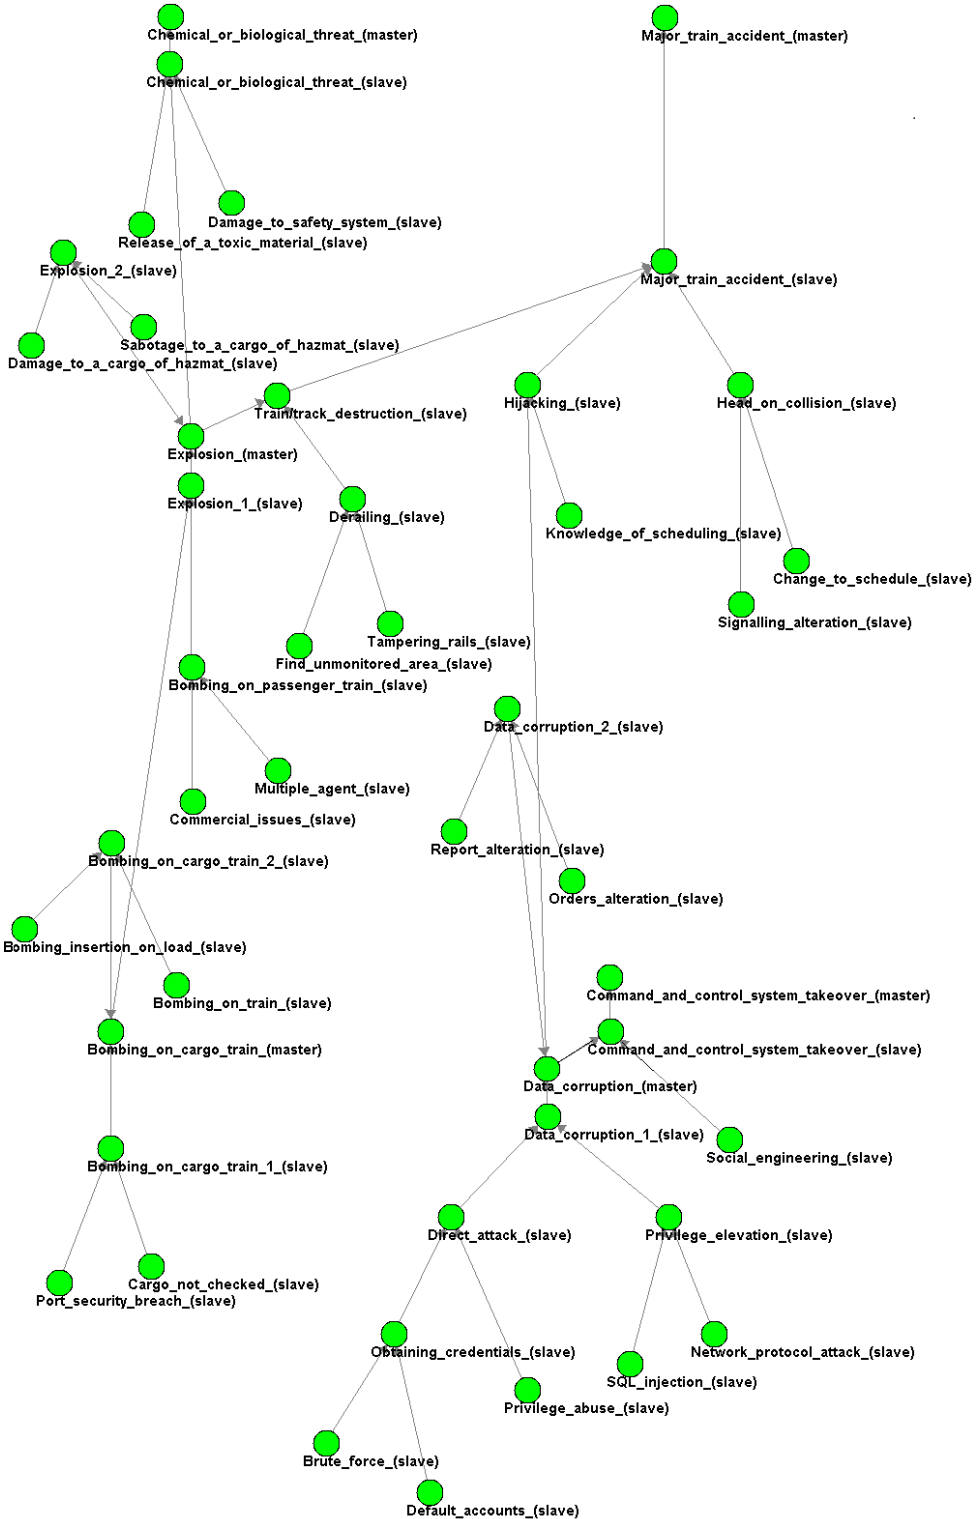 Chemical_or_biological_threat_(master)
Major_train_accident_(master)
Chemical_or_biological_threat_(slave)
Damage_to_safety_system_(slave)
Release_of_a_toxic_material_(slave)
Explosion_2_(slave)
Major_train_accident_(slave)
Sabotage_to_a_cargo_of_hazmat_(slave)
Damage_to_a_cargo_of_hazmat_(slave)
Train/track_destruction_(slave)
Hijacking_(slave)
Head_on_collision_(slave)
Explosion_(master)
Explosion_1_(slave)
Derailing_(slave)
Knowledge_of_scheduling_(slave)
Change_to_schedule_(slave)
Signalling_alteration_(slave)
Tampering_rails_(slave)
Find_unmonitored_area_(slave)
Bombing_on_passenger_train_(slave)
Data_corruption_2_(slave)
Multiple_agent_(slave)
Commercial_issues_(slave)
Report_alteration_(slave)
Bombing_on_cargo_train_2_(slave)
Orders_alteration_(slave)
Bombing_insertion_on_load_(slave)
Command_and_control_system_takeover_(master)
Bombing_on_train_(slave)
Bombing_on_cargo_train_(master)
Command_and_control_system_takeover_(slave)
Data_corruption_(master)
Data_corruption_1_(slave)
Social_engineering_(slave)
Bombing_on_cargo_train_1_(slave)
Direct_attack_(slave)
Privilege_elevation_(slave)
Cargo_not_checked_(slave)
Port_security_breach_(slave)
Obtaining_credentials_(slave)
Network_protocol_attack_(slave)
SQL_injection_(slave)
Privilege_abuse_(slave)
Brute_force_(slave)
Default_accounts_(slave)